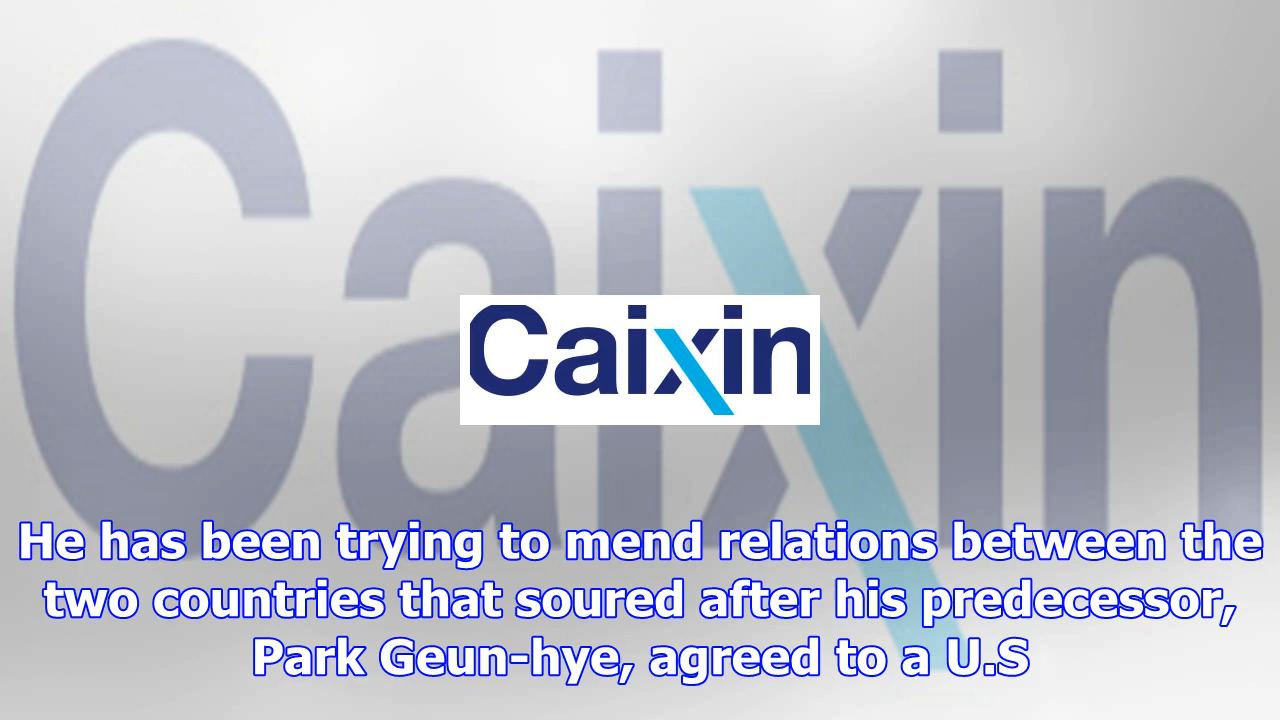 Caixin
Caixin
He has been trying to mend relations between the
two countries that soured after his predecessor,
Park Geun-hye, agreed to a U.S